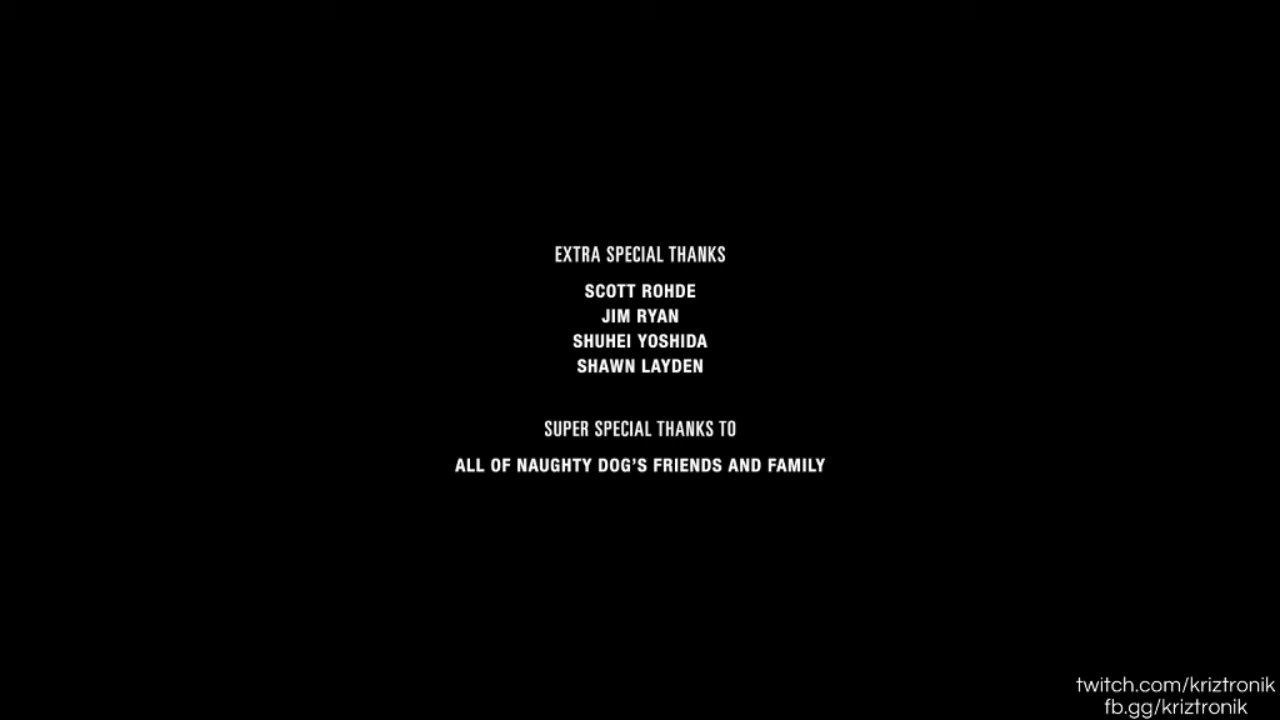 EXTRA SPECIAL THANKS
SCOTT ROHDE
JIM RYAN
SHUHEI YOSHIDA
SHAWN LAYDEN
SUPER SPECIAL THANKS TO
ALL OF NAUGHTY DOG'S FRIENDS AND FAMILY
twitch.com/kriztronik
fb.gg/kriztronik